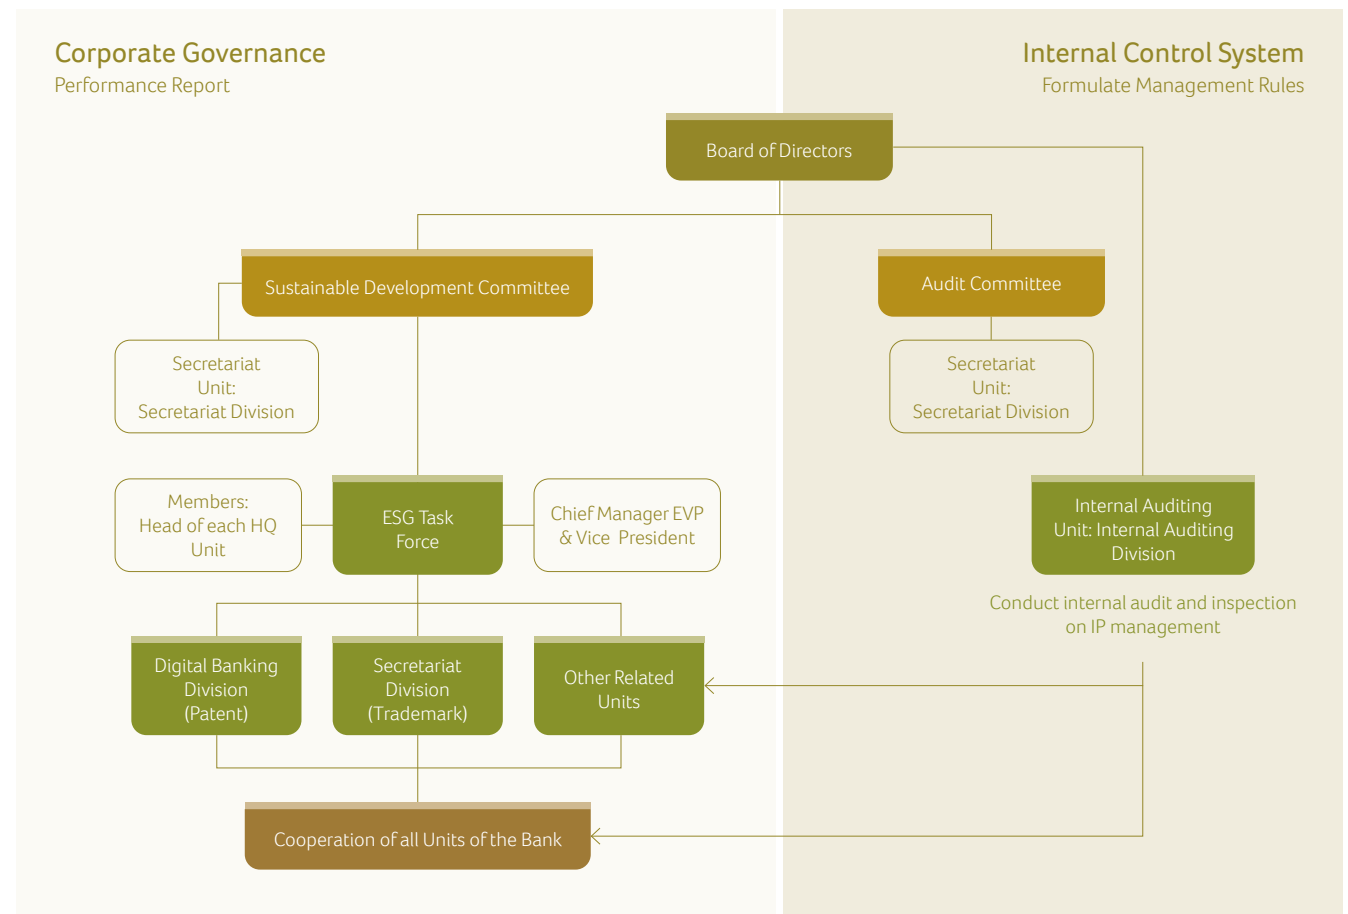 Corporate Governance
Performance Report
Internal Control System
Formulate Management Rules
Board of Directors
Sustainable Development Committee
Audit Committee
Secretariat
Unit:
Secretariat Division
Secretariat
Unit:
Secretariat Division
Members:
Head of each HQ
Unit
ESG Task
Force
Chief Manager EVP
& Vice President
Internal Auditing
Unit: Internal Auditing
Division
Conduct internal audit and inspection
on IP management
Digital Banking
Division
(Patent)
Secretariat
Division
(Trademark)
Other Related
Units
Cooperation of all Units of the Bank